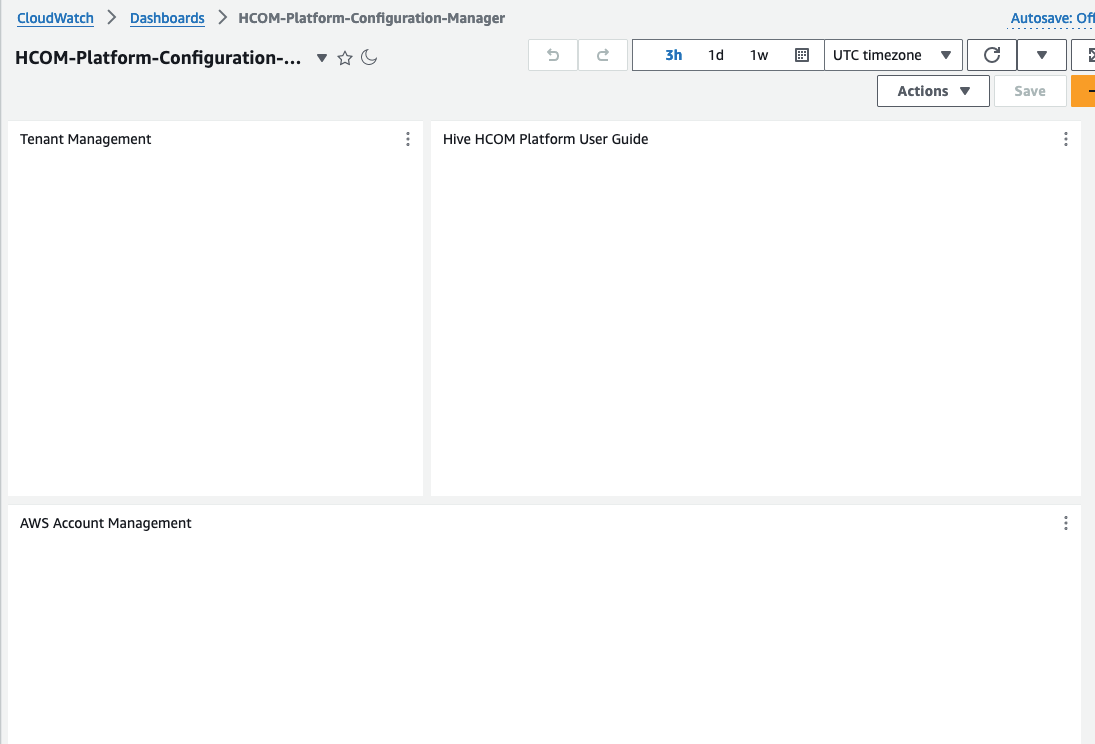 CloudWatch > Dashboards > HCOM-Platform-Configuration-Manager
Autosave: Off
HCOM-Platform-Configuration-...
3h 1d 1w UTC timezone
Actions Save
Tenant Management
Hive HCOM Platform User Guide
AWS Account Management